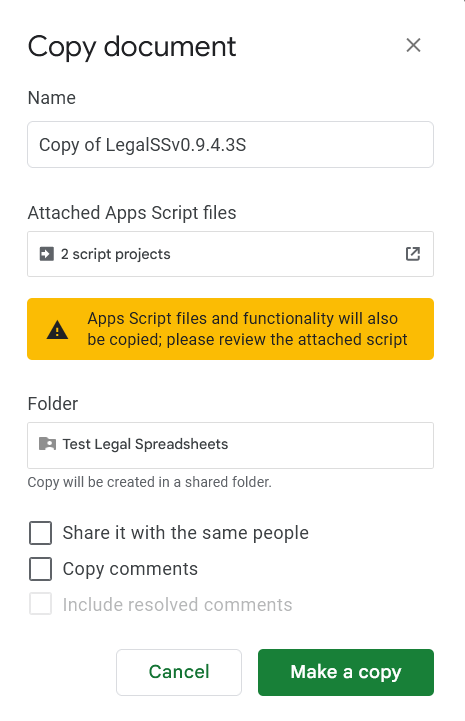 Copy document
Name
Copy of LegalSSv0.9.4.3S
Attached Apps Script files
2 script projects
Apps Script files and functionality will also
be copied; please review the attached script
Folder
Test Legal Spreadsheets
Copy will be created in a shared folder.
Share it with the same people
Copy comments
Include resolved comments
Cancel
Make a copy